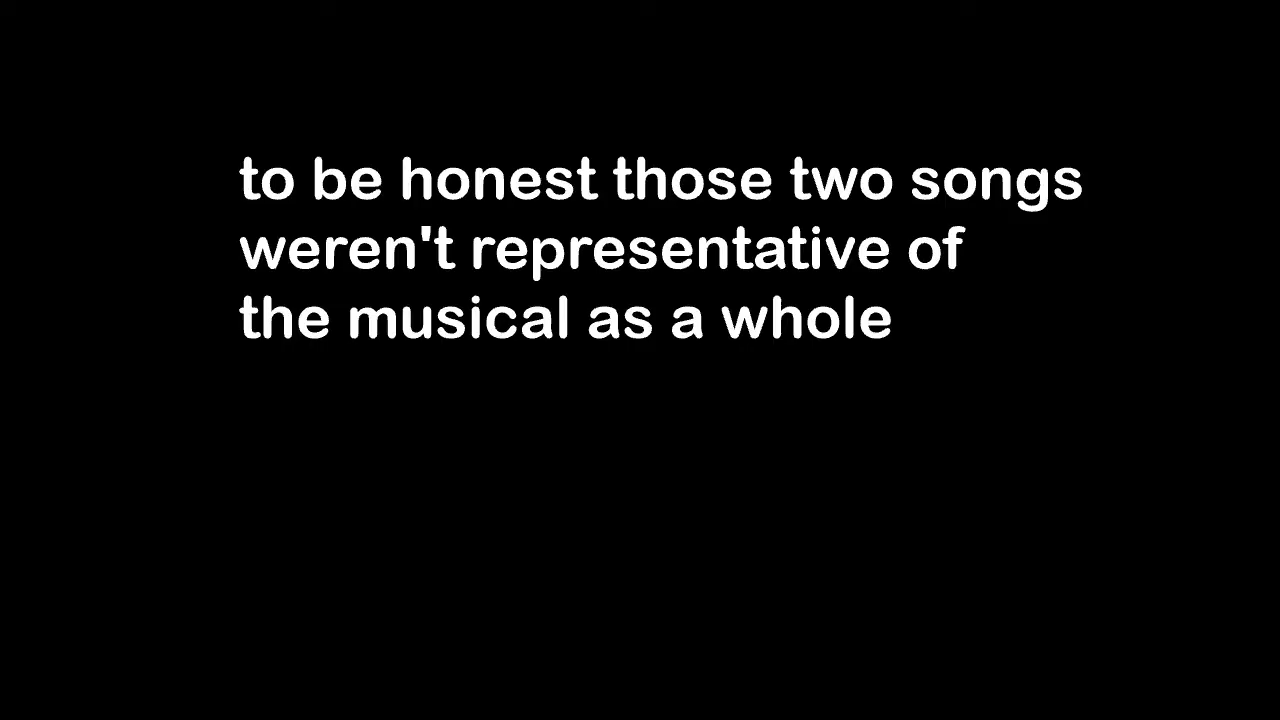 to be honest those two songs
weren't representative of
the musical as a whole